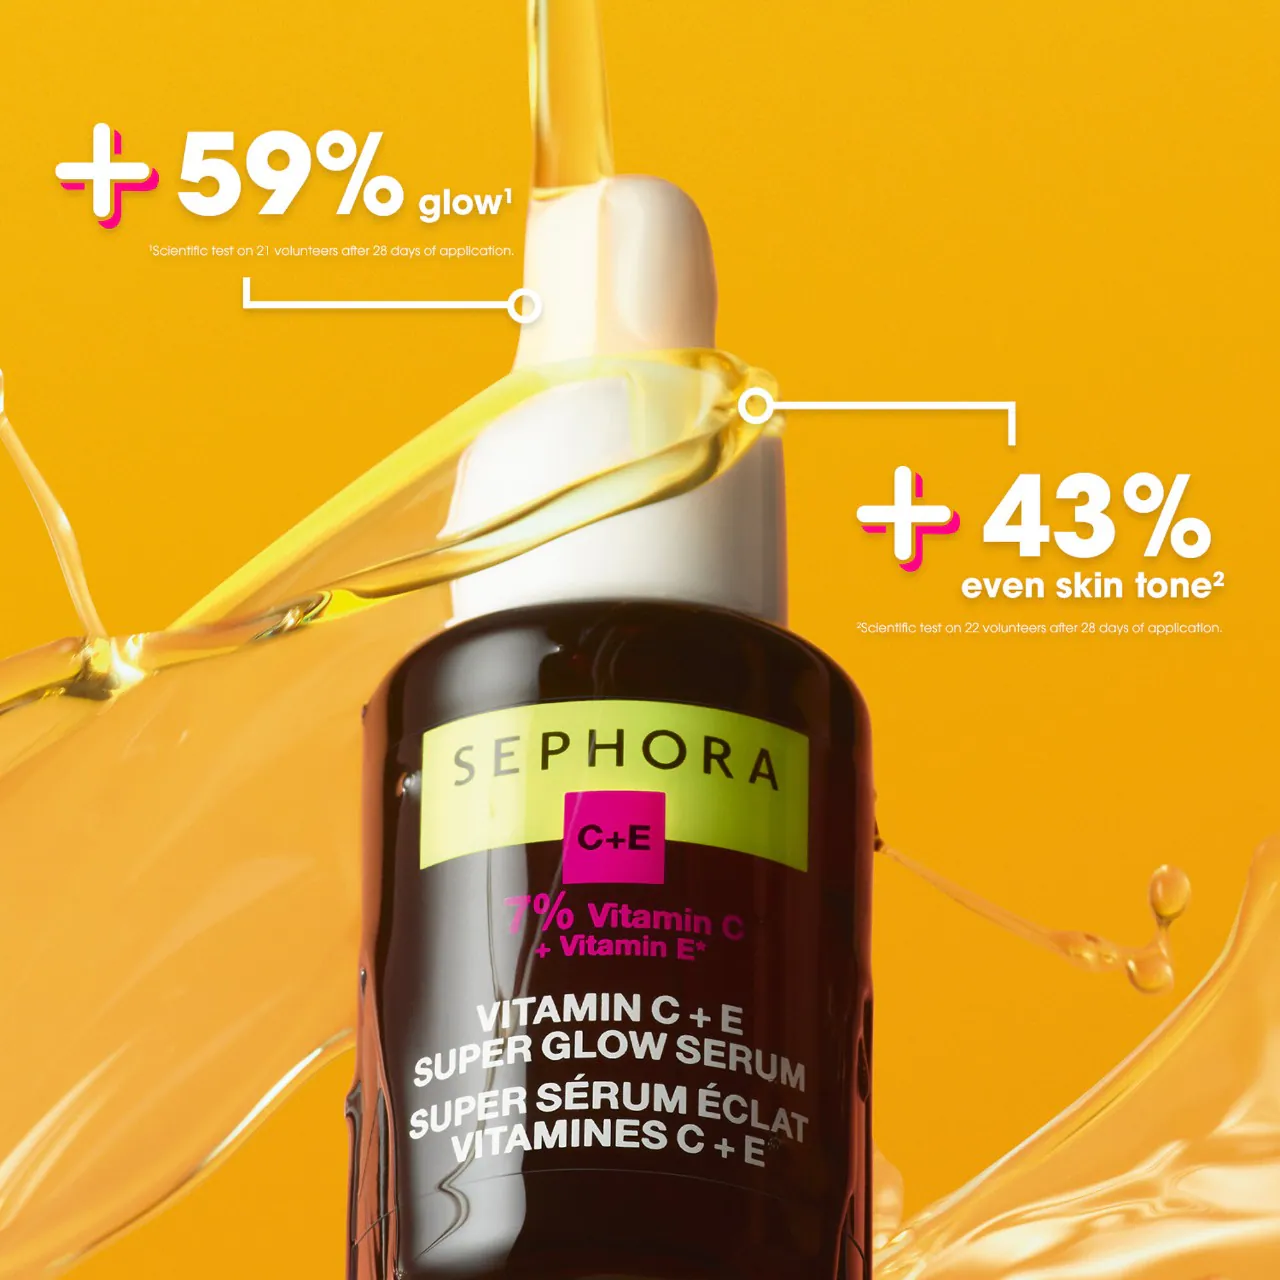 + 59% glow¹
¹Scientific test on 21 volunteers after 28 days of application.
+ 43%
even skin tone²
²Scientific test on 22 volunteers after 28 days of application.
SEPHORA
C+E
7% Vitamin C
+ Vitamin E*
VITAMIN C + E
SUPER GLOW SERUM
SUPER SÉRUM ÉCLAT
VITAMINES C + E